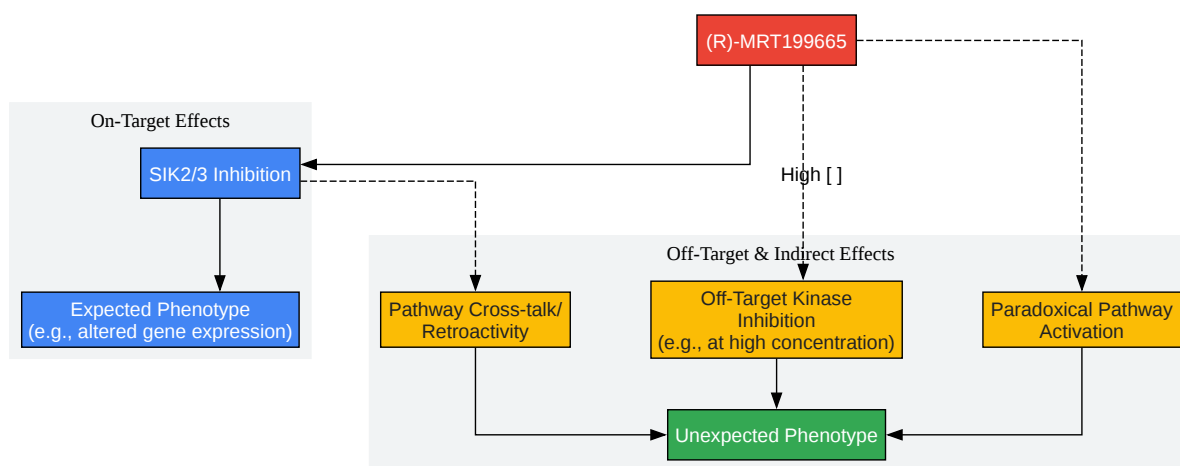 (R)-MRT199665
On-Target Effects
SIK2/3 Inhibition
High [ ]
Off-Target & Indirect Effects
Expected Phenotype
(e.g., altered gene expression)
Pathway Cross-talk/
Retroactivity
Off-Target Kinase
Inhibition
(e.g., at high concentration)
Paradoxical Pathway
Activation
Unexpected Phenotype